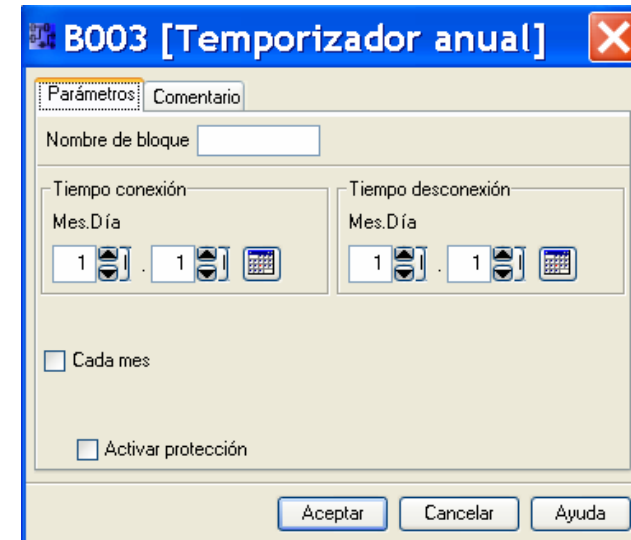 B003 [Temporizador anual]
Parámetros Comentario
Nombre de bloque
Tiempo conexión Tiempo desconexión
Mes.Día Mes.Día
1 . 1 1 . 1
Cada mes
Activar protección
Aceptar Cancelar Ayuda